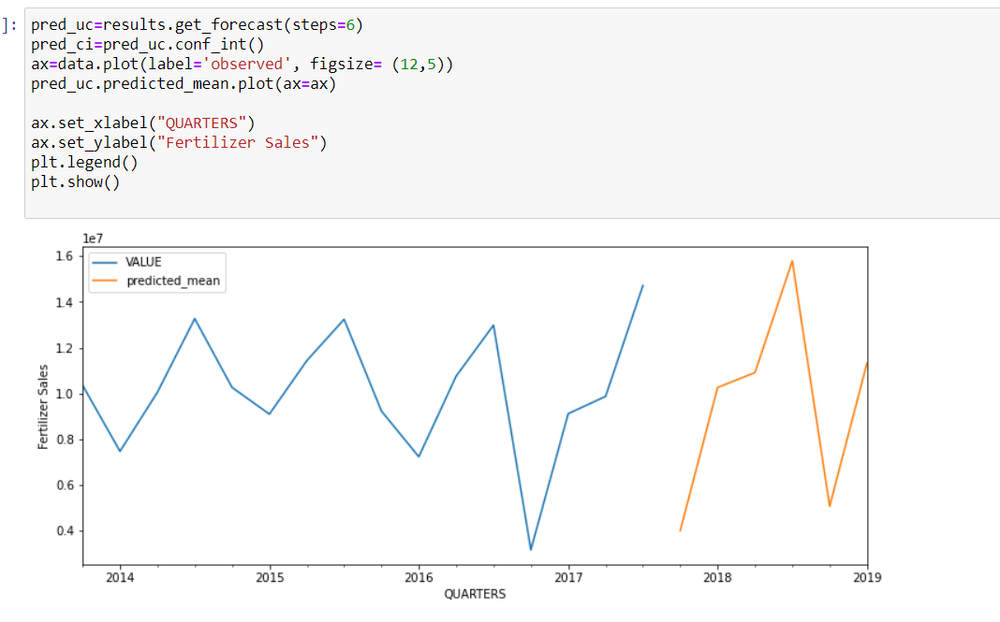 ]:
pred_uc=results.get_forecast(steps=6)
pred_ci=pred_uc.conf_int()
ax=data.plot(label='observed', figsize= (12,5))
pred_uc.predicted_mean.plot(ax=ax)
ax.set_xlabel("QUARTERS")
ax.set_ylabel("Fertilizer Sales")
plt.legend()
plt.show()
1e7
1.6
1.4
1.2
1.0
0.8
0.6
0.4
Fertilizer Sales
VALUE
predicted_mean
2014 2015 2016 2017 2018 2019
QUARTERS